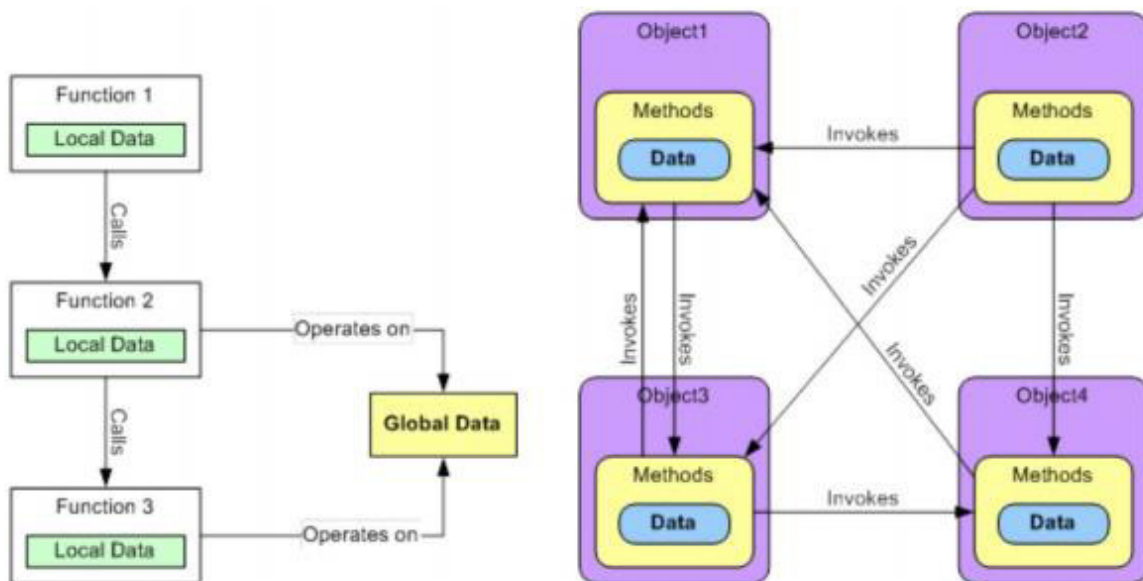 Function 1
Local Data
Calls
Function 2
Local Data
Operates on
Global Data
Calls
Function 3
Local Data
Operates on
Object1
Methods
Data
Invokes
Object2
Methods
Data
Invokes
Invokes
Invokes
Invokes
Invokes
Object3
Methods
Data
Invokes
Object4
Methods
Data